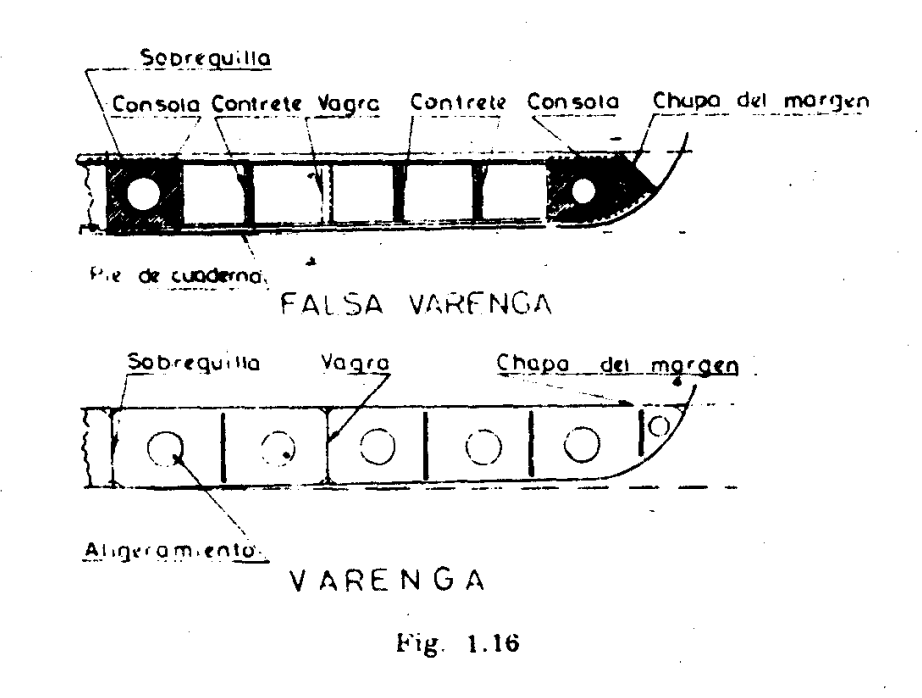 Sobrequilla
Consola Contrete Vagra Contrete Consola Chapa del margen
Pie de cuaderna
FALSA VARENGA
Sobrequilla Vagra Chapa del margen
Aligeramiento
VARENGA
Fig. 1.16